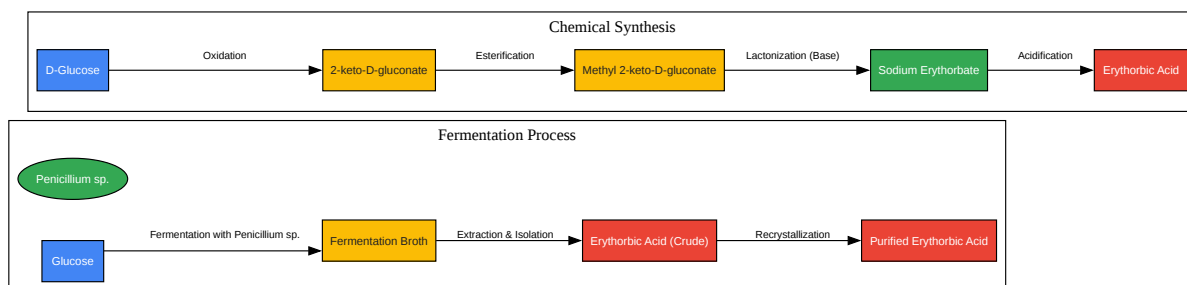 Chemical Synthesis
D-Glucose
Oxidation
2-keto-D-gluconate
Esterification
Methyl 2-keto-D-gluconate
Lactonization (Base)
Sodium Erythorbate
Acidification
Erythorbic Acid
Fermentation Process
Penicillium sp.
Glucose
Fermentation with Penicillium sp.
Fermentation Broth
Extraction & Isolation
Erythorbic Acid (Crude)
Recrystallization
Purified Erythorbic Acid